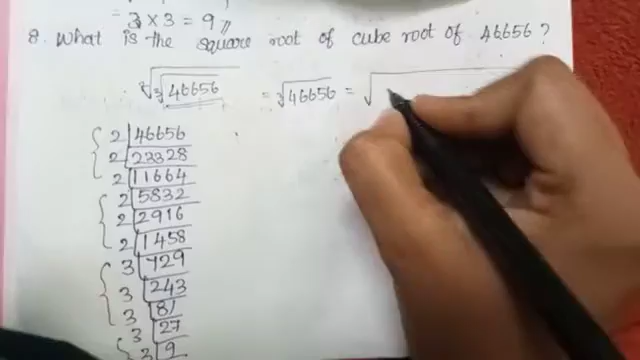 = 3 × 3 = 9 //
8. What is the square root of cube root of 46656 ?
√∛46656 = ∛46656 = √
2 | 46656
2 | 23328
2 | 11664
2 | 5832
2 | 2916
2 | 1458
3 | 729
3 | 243
3 | 81
3 | 27
3 | 9